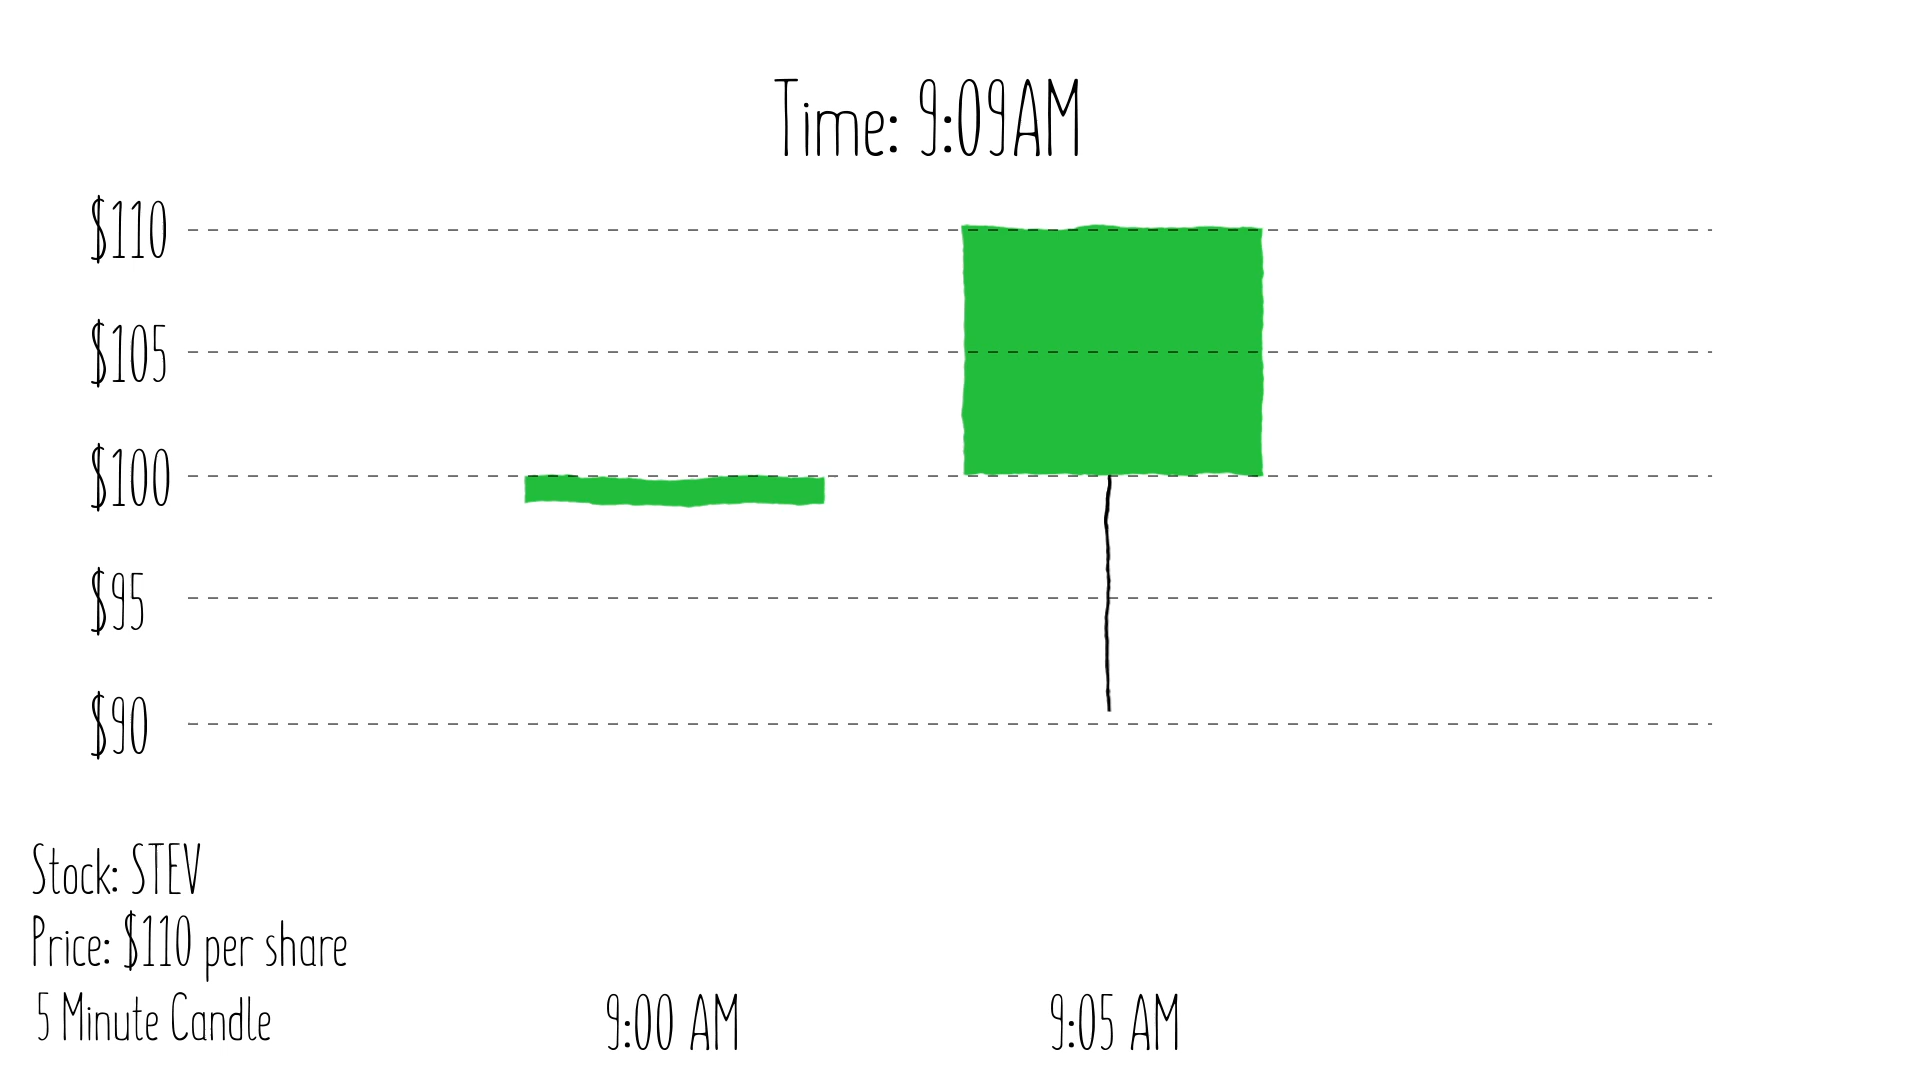 Time: 9:09AM
$110
$105
$100
$95
$90
Stock: STEV
Price: $110 per share
5 Minute Candle
9:00 AM
9:05 AM